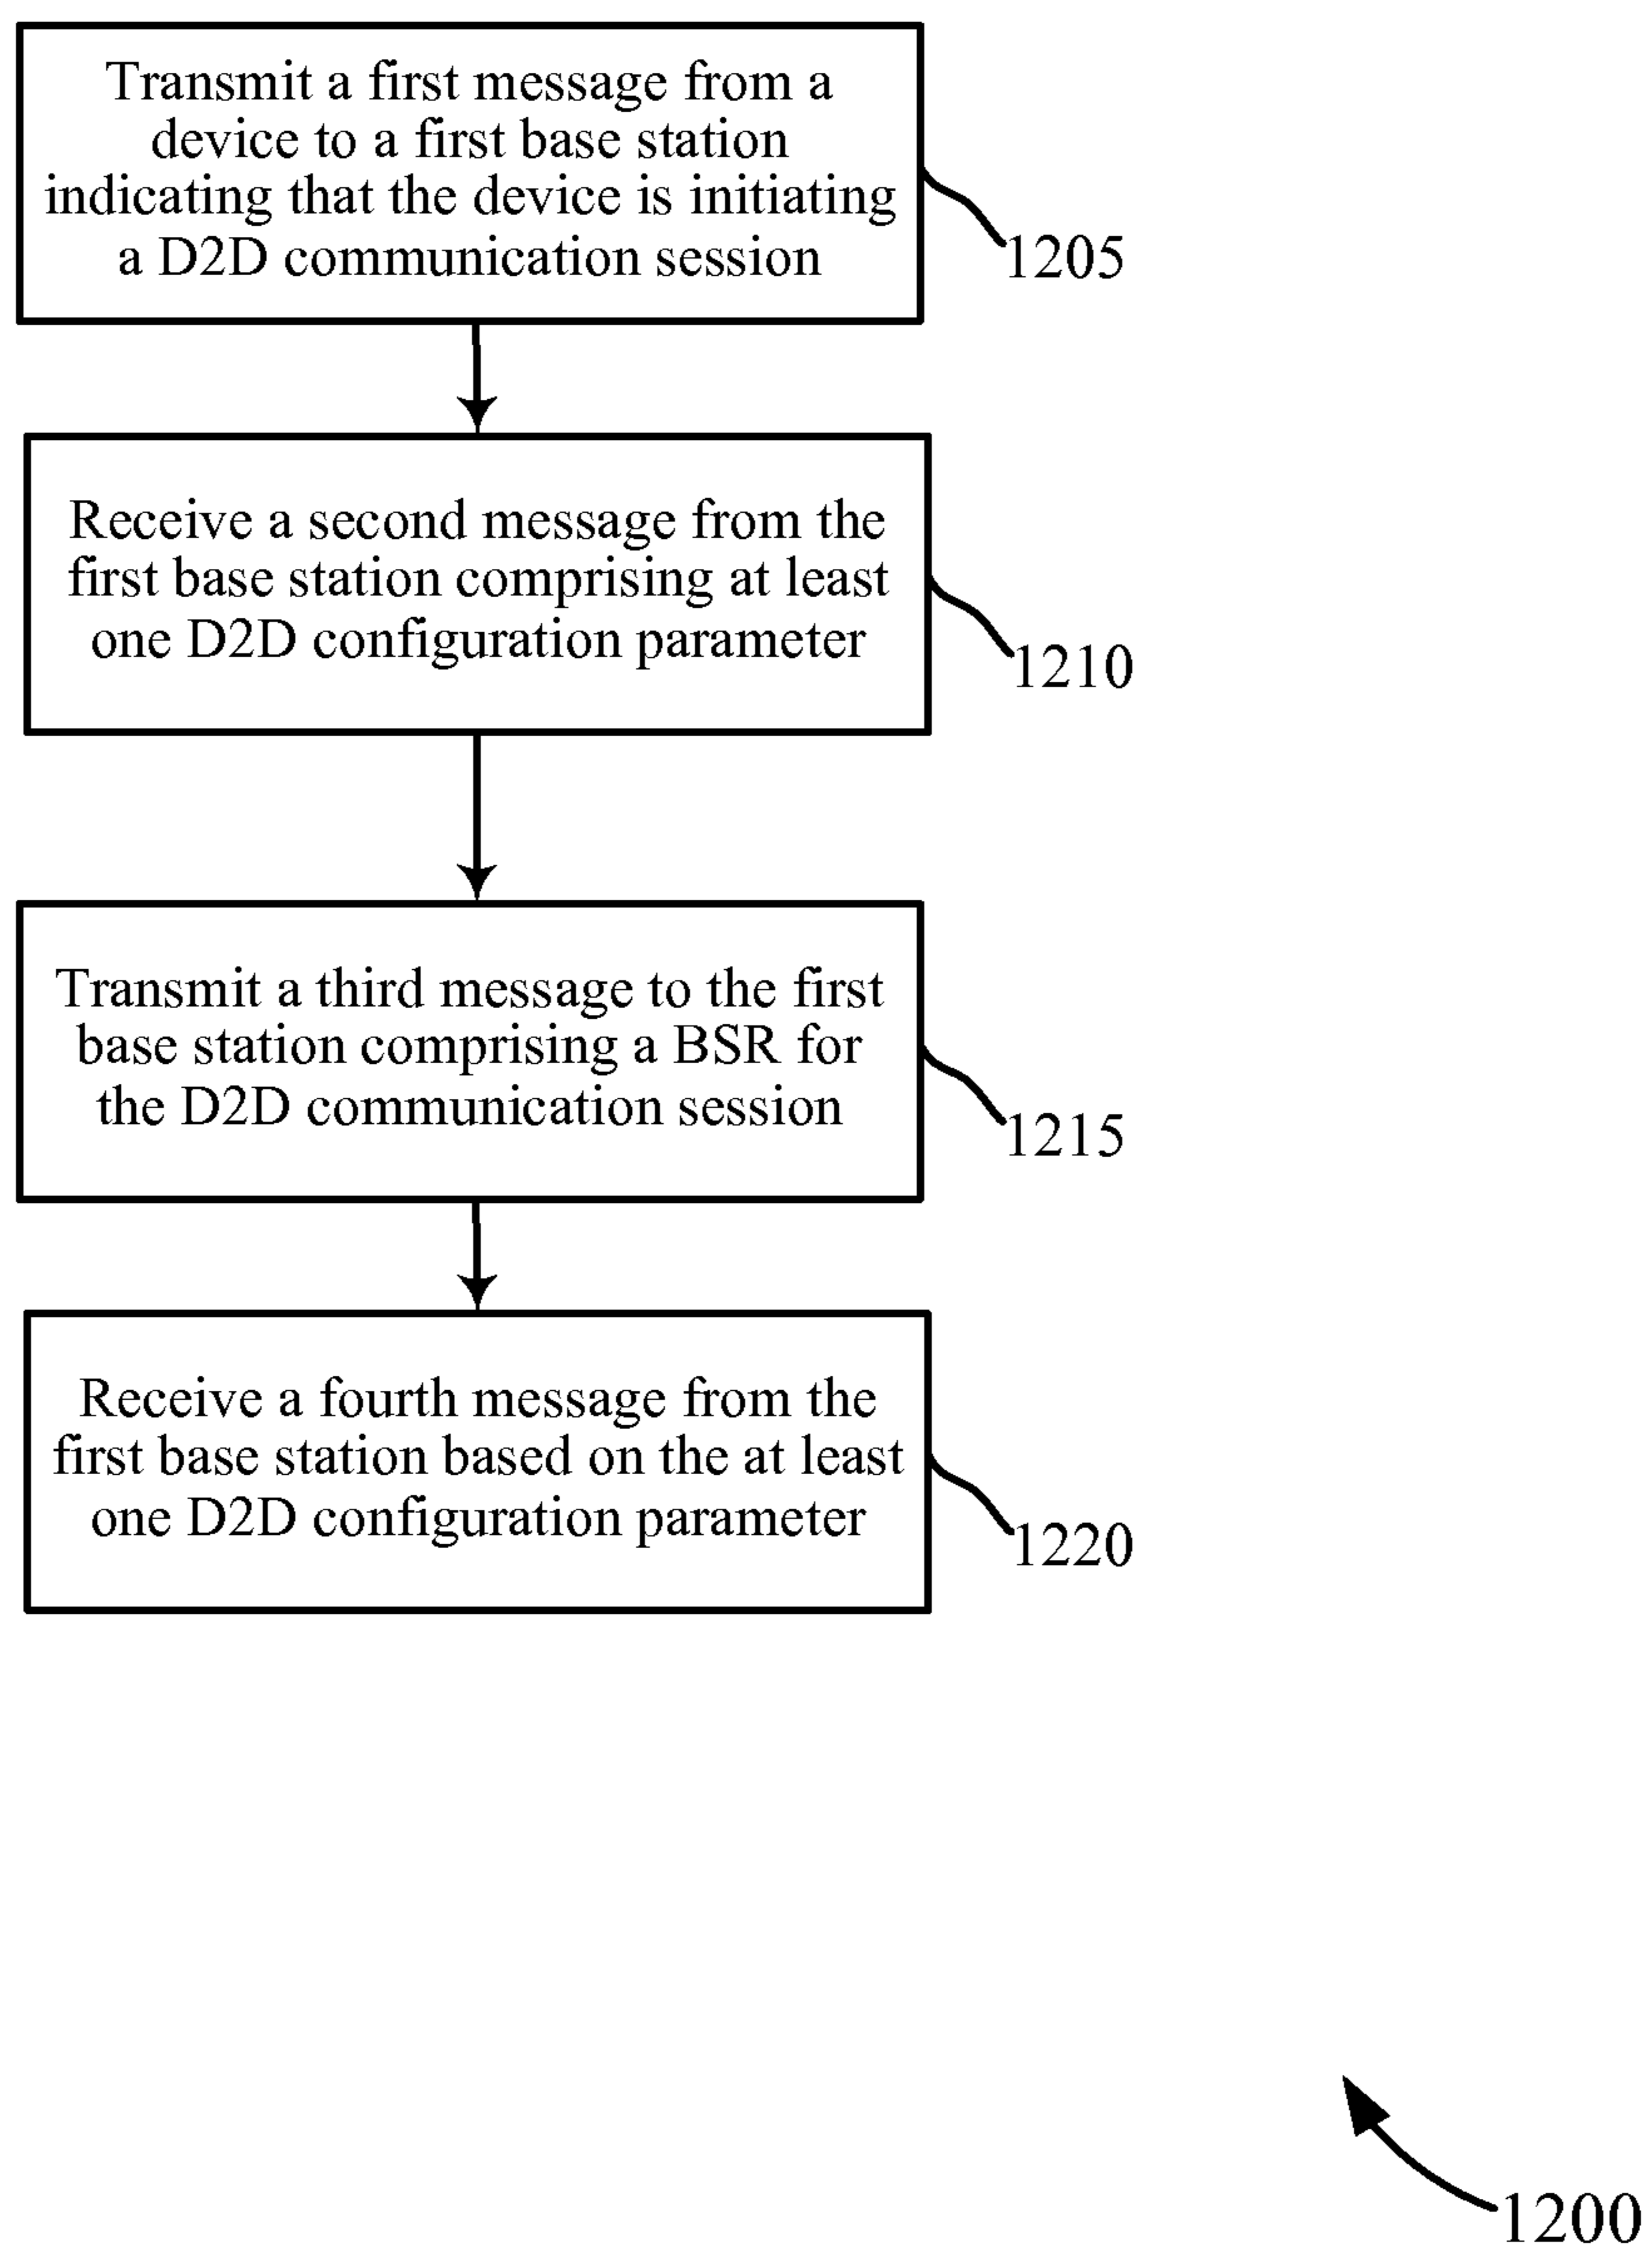 Transmit a first message from a
device to a first base station
indicating that the device is initiating
a D2D communication session
1205
Receive a second message from the
first base station comprising at least
one D2D configuration parameter
1210
Transmit a third message to the first
base station comprising a BSR for
the D2D communication session
1215
Receive a fourth message from the
first base station based on the at least
one D2D configuration parameter
1220
1200